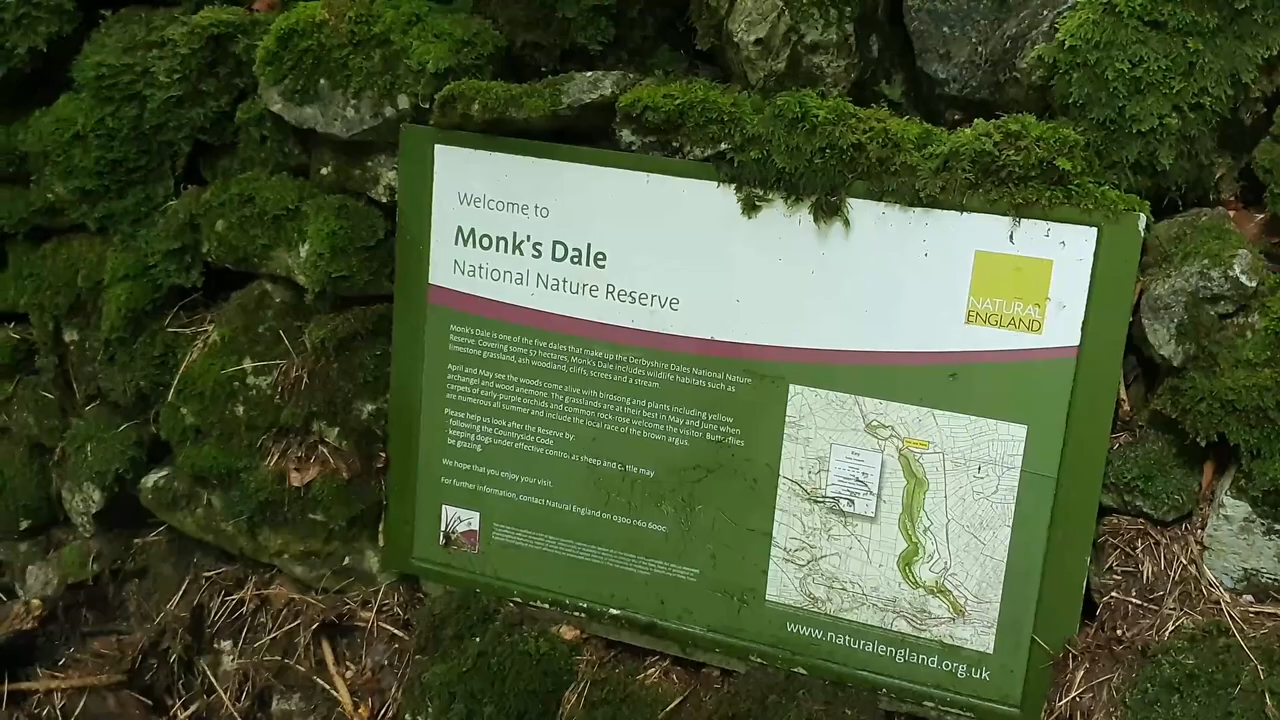 Welcome to
Monk's Dale
National Nature Reserve
NATURAL
ENGLAND
Monk's Dale is one of the five dales that make up the Derbyshire Dales National Nature
Reserve. Covering some 57 hectares, Monk's Dale includes wildlife habitats such as
limestone grassland, ash woodland, cliffs, screes and a stream.
April and May see the woods come alive with birdsong and plants including yellow
archangel and wood anemone. The grasslands are at their best in May and June when
carpets of early-purple orchids and common rock-rose welcome the visitor. Butterflies
are numerous all summer and include the local race of the brown argus.
Please help us look after the Reserve by:
- following the Countryside Code
- keeping dogs under effective control as sheep and cattle may
be grazing.
We hope that you enjoy your visit.
For further information, contact Natural England on 0300 060 6000
Key
www.naturalengland.org.uk